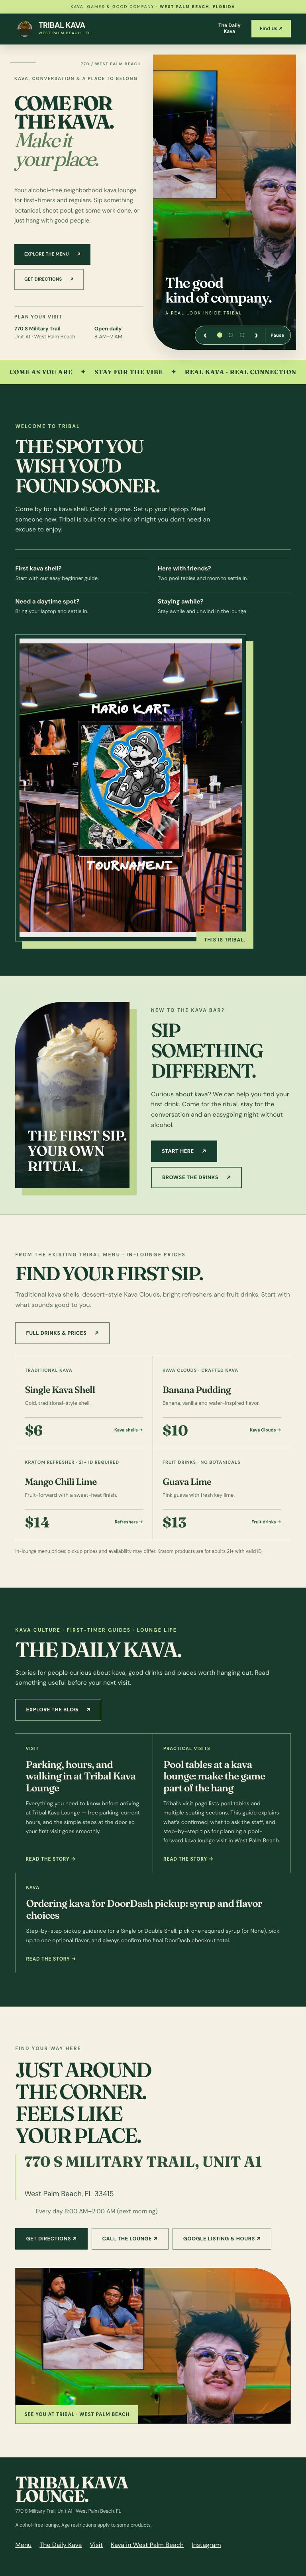 KAVA, GAMES & GOOD COMPANY · WEST PALM BEACH, FLORIDA
TRIBAL KAVA
WEST PALM BEACH · FL
The Daily
Kava
Find Us ↗
770 / WEST PALM BEACH
KAVA, CONVERSATION & A PLACE TO BELONG
COME FOR
THE KAVA.
Make it
your place.
Your alcohol-free neighborhood kava lounge
for first-timers and regulars. Sip something
botanical, shoot pool, get some work done, or
just hang with good people.
EXPLORE THE MENU ↗
GET DIRECTIONS ↗
PLAN YOUR VISIT
770 S Military Trail
Unit A1 · West Palm Beach
Open daily
8 AM–2 AM
The good
kind of company.
A REAL LOOK INSIDE TRIBAL
Pause
COME AS YOU ARE ✦ STAY FOR THE VIBE ✦ REAL KAVA · REAL CONNECTION
WELCOME TO TRIBAL
THE SPOT YOU
WISH YOU'D
FOUND SOONER.
Come by for a kava shell. Catch a game. Set up your laptop. Meet
someone new. Tribal is built for the kind of night you don't need an
excuse to enjoy.
First kava shell?
Start with our easy beginner guide.
Here with friends?
Two pool tables and room to settle in.
Need a daytime spot?
Bring your laptop and settle in.
Staying awhile?
Stay awhile and unwind in the lounge.
MARIO KART
TOURNAMENT
THIS IS TRIBAL.
THE FIRST SIP.
YOUR OWN
RITUAL.
NEW TO THE KAVA BAR?
SIP
SOMETHING
DIFFERENT.
Curious about kava? We can help you find your
first drink. Come for the ritual, stay for the
conversation and an easygoing night without
alcohol.
START HERE ↗
BROWSE THE DRINKS ↗
FROM THE EXISTING TRIBAL MENU · IN-LOUNGE PRICES
FIND YOUR FIRST SIP.
Traditional kava shells, dessert-style Kava Clouds, bright refreshers and fruit drinks. Start with
what sounds good to you.
FULL DRINKS & PRICES ↗
TRADITIONAL KAVA
Single Kava Shell
Cold, traditional-style shell.
$6
Kava shells →
KAVA CLOUDS · CRAFTED KAVA
Banana Pudding
Banana, vanilla and wafer-inspired flavor.
$10
Kava Clouds →
KRATOM REFRESHER · 21+ ID REQUIRED
Mango Chili Lime
Fruit-forward with a sweet-heat finish.
$14
Refreshers →
FRUIT DRINKS · NO BOTANICALS
Guava Lime
Pink guava with fresh key lime.
$13
Fruit drinks →
In-lounge menu prices; pickup prices and availability may differ. Kratom products are for adults 21+ with valid ID.
KAVA CULTURE · FIRST-TIMER GUIDES · LOUNGE LIFE
THE DAILY KAVA.
Stories for people curious about kava, good drinks and places worth hanging out. Read
something useful before your next visit.
EXPLORE THE BLOG ↗
VISIT
Parking, hours, and
walking in at Tribal Kava
Lounge
Everything you need to know before arriving
at Tribal Kava Lounge — free parking, current
hours, and the simple steps at the door so
your first visit goes smoothly.
READ THE STORY →
PRACTICAL VISITS
Pool tables at a kava
lounge: make the game
part of the hang
Tribal's visit page lists pool tables and
multiple seating sections. This guide explains
what's confirmed, what to ask the staff, and
step-by-step tips for planning a pool-
forward kava lounge visit in West Palm Beach.
READ THE STORY →
KAVA
Ordering kava for DoorDash pickup: syrup and flavor
choices
Step-by-step pickup guidance for a Single or Double Shell: pick one required syrup (or None), pick
up to one optional flavor, and always confirm the final DoorDash checkout total.
READ THE STORY →
FIND YOUR WAY HERE
JUST AROUND
THE CORNER.
FEELS LIKE
YOUR PLACE.
770 S MILITARY TRAIL, UNIT A1
West Palm Beach, FL 33415
Every day 8:00 AM–2:00 AM (next morning)
GET DIRECTIONS ↗
CALL THE LOUNGE ↗
GOOGLE LISTING & HOURS ↗
SEE YOU AT TRIBAL · WEST PALM BEACH
TRIBAL KAVA
LOUNGE.
770 S Military Trail, Unit A1 · West Palm Beach, FL
Alcohol-free lounge. Age restrictions apply to some products.
Menu The Daily Kava Visit Kava in West Palm Beach Instagram